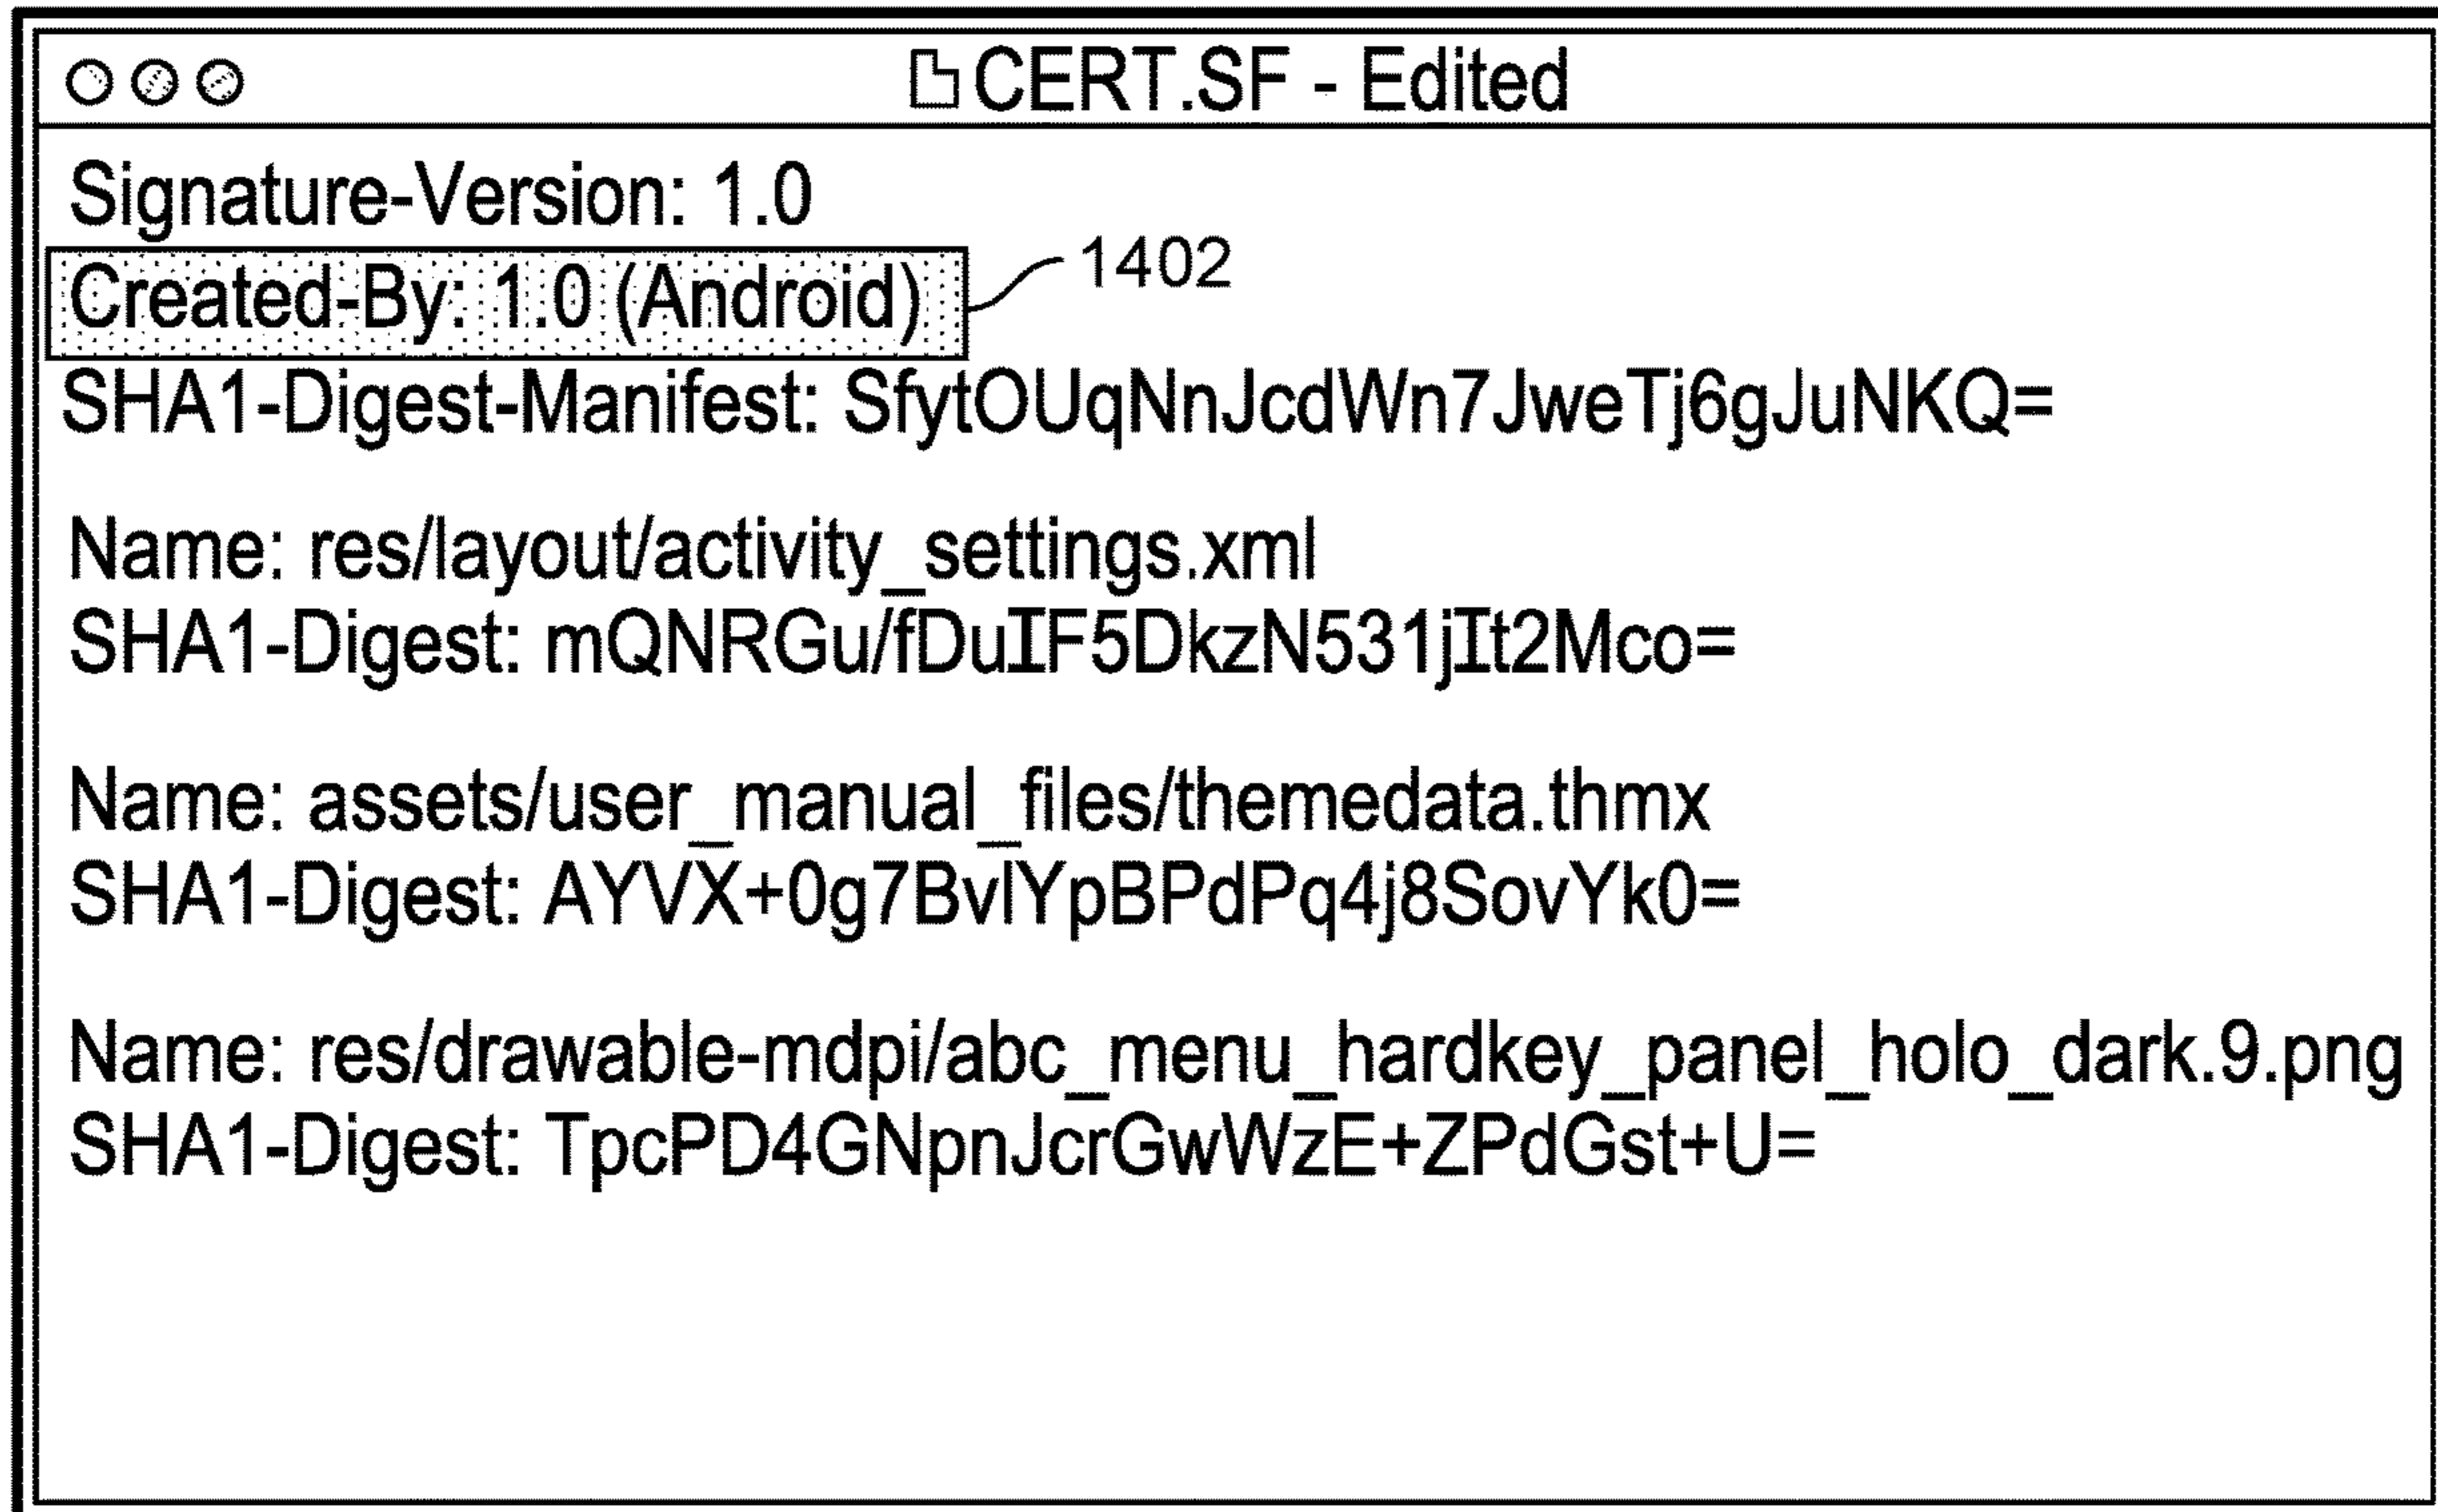 CERT.SF - Edited
Signature-Version: 1.0
Created-By: 1.0 (Android)
1402
SHA1-Digest-Manifest: SfytOUqNnJcdWn7JweTj6gJuNKQ=
Name: res/layout/activity_settings.xml
SHA1-Digest: mQNRGu/fDuIF5DkzN531jIt2Mco=
Name: assets/user_manual_files/themedata.thmx
SHA1-Digest: AYVX+0g7BvlYpBPdPq4j8SovYk0=
Name: res/drawable-mdpi/abc_menu_hardkey_panel_holo_dark.9.png
SHA1-Digest: TpcPD4GNpnJcrGwWzE+ZPdGst+U=